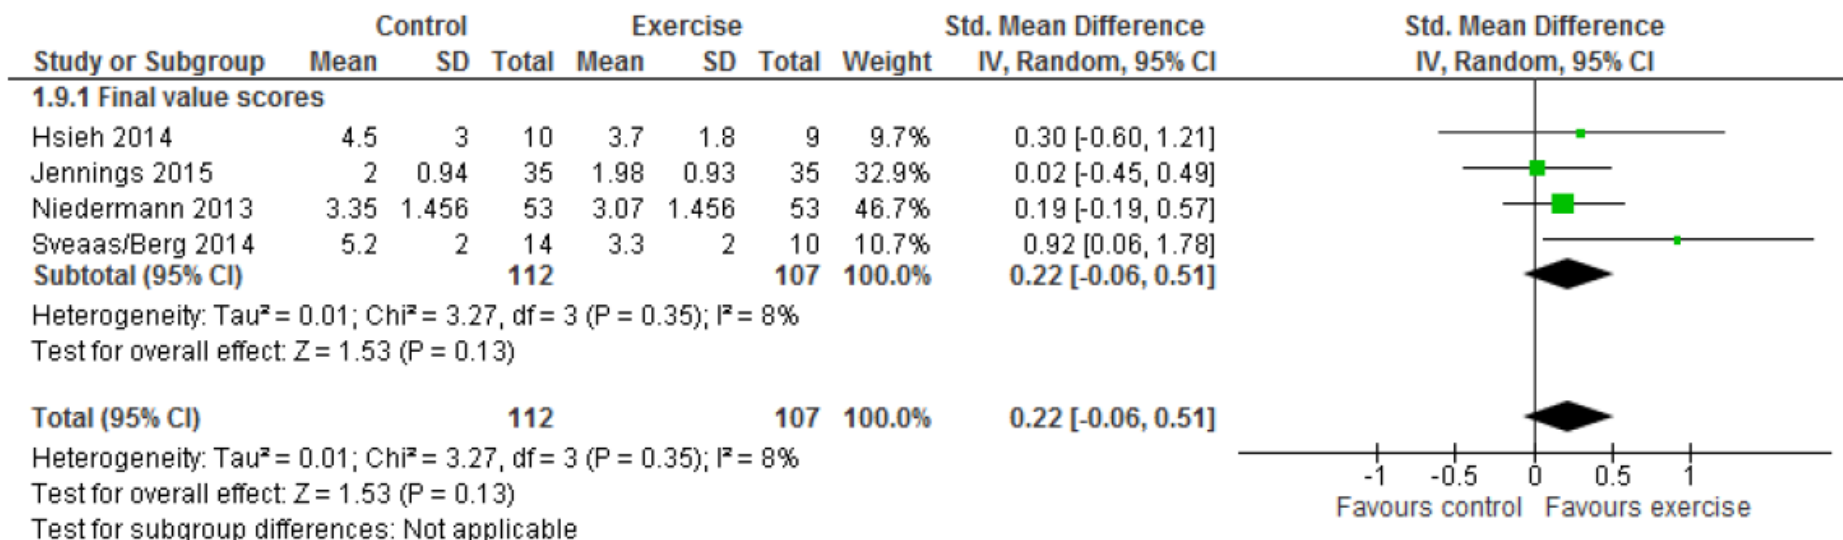 Control Exercise Std. Mean Difference Std. Mean Difference
Study or Subgroup Mean SD Total Mean SD Total Weight IV, Random, 95% CI IV, Random, 95% CI
1.9.1 Final value scores
Hsieh 2014 4.5 3 10 3.7 1.8 9 9.7% 0.30 [-0.60, 1.21]
Jennings 2015 2 0.94 35 1.98 0.93 35 32.9% 0.02 [-0.45, 0.49]
Niedermann 2013 3.35 1.456 53 3.07 1.456 53 46.7% 0.19 [-0.19, 0.57]
Sveaas/Berg 2014 5.2 2 14 3.3 2 10 10.7% 0.92 [0.06, 1.78]
Subtotal (95% CI) 112 107 100.0% 0.22 [-0.06, 0.51]
Heterogeneity: Tau² = 0.01; Chi² = 3.27, df = 3 (P = 0.35); I² = 8%
Test for overall effect: Z = 1.53 (P = 0.13)
Total (95% CI) 112 107 100.0% 0.22 [-0.06, 0.51]
Heterogeneity: Tau² = 0.01; Chi² = 3.27, df = 3 (P = 0.35); I² = 8%
Test for overall effect: Z = 1.53 (P = 0.13)
Test for subgroup differences: Not applicable
-1 -0.5 0 0.5 1
Favours control Favours exercise